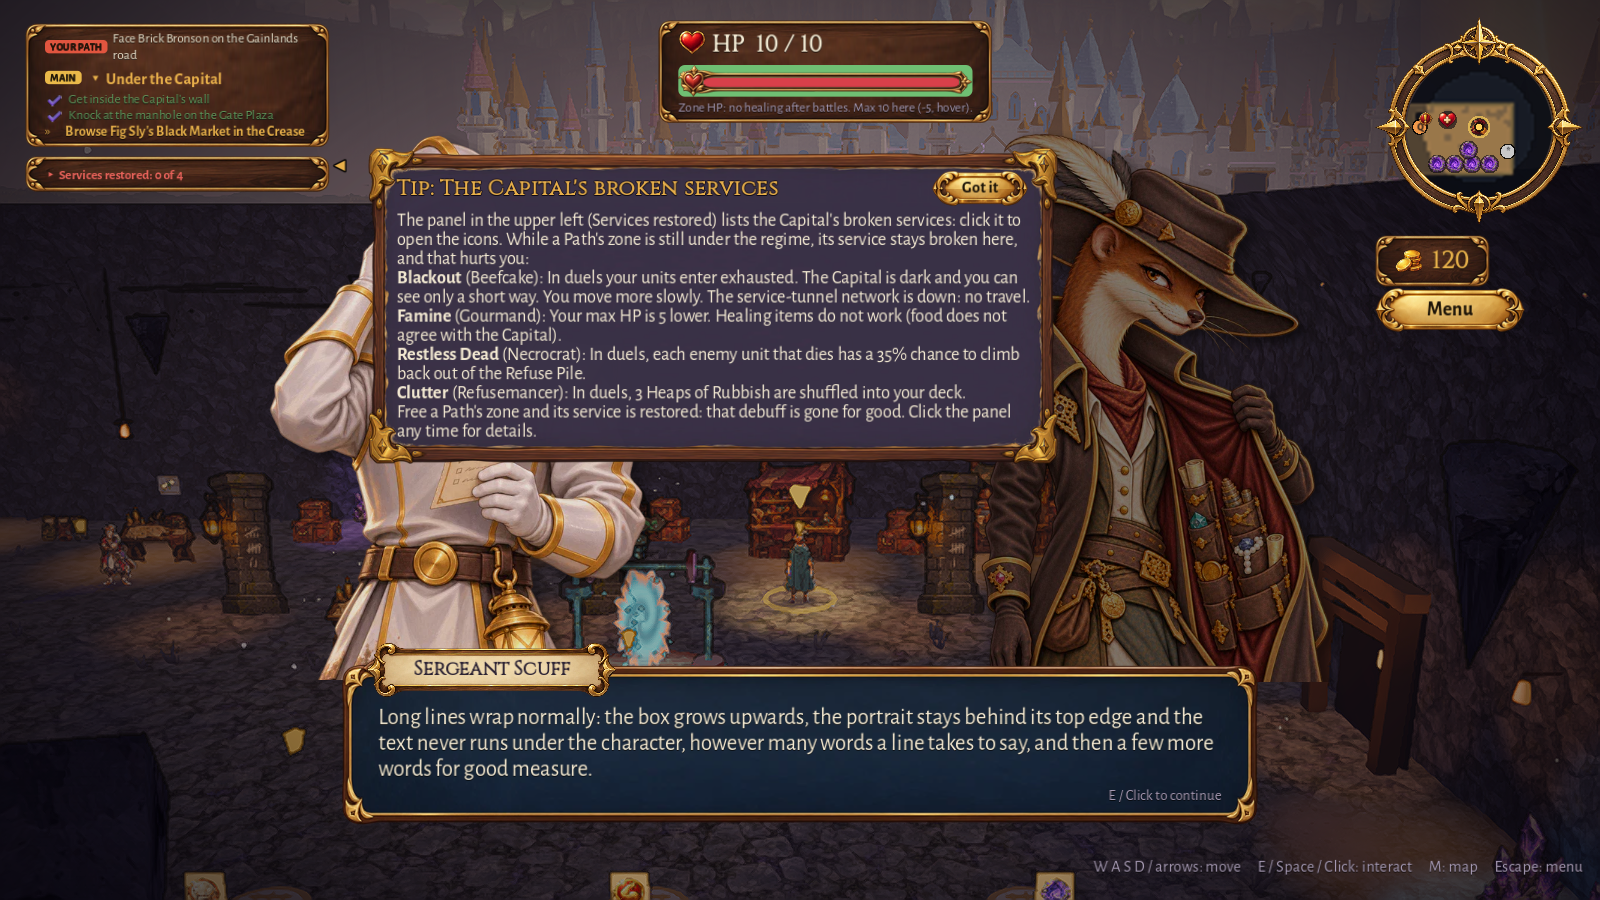 YOUR PATH Face Brick Bronson on the Gainlands
road
MAIN Under the Capital
Get inside the Capital's wall
Knock at the manhole on the Gate Plaza
» Browse Fig Sly's Black Market in the Crease
Services restored: 0 of 4
HP 10 / 10
Zone HP: no healing after battles. Max 10 here (-5, hover).
120
Menu
Tip: The Capital's broken services
Got it
The panel in the upper left (Services restored) lists the Capital's broken services: click it to
open the icons. While a Path's zone is still under the regime, its service stays broken here,
and that hurts you:
Blackout (Beefcake): In duels your units enter exhausted. The Capital is dark and you can
see only a short way. You move more slowly. The service-tunnel network is down: no travel.
Famine (Gourmand): Your max HP is 5 lower. Healing items do not work (food does not
agree with the Capital).
Restless Dead (Necrocrat): In duels, each enemy unit that dies has a 35% chance to climb
back out of the Refuse Pile.
Clutter (Refusemancer): In duels, 3 Heaps of Rubbish are shuffled into your deck.
Free a Path's zone and its service is restored: that debuff is gone for good. Click the panel
any time for details.
Sergeant Scuff
Long lines wrap normally: the box grows upwards, the portrait stays behind its top edge and the
text never runs under the character, however many words a line takes to say, and then a few more
words for good measure.
E / Click to continue
W A S D / arrows: move E / Space / Click: interact M: map Escape: menu